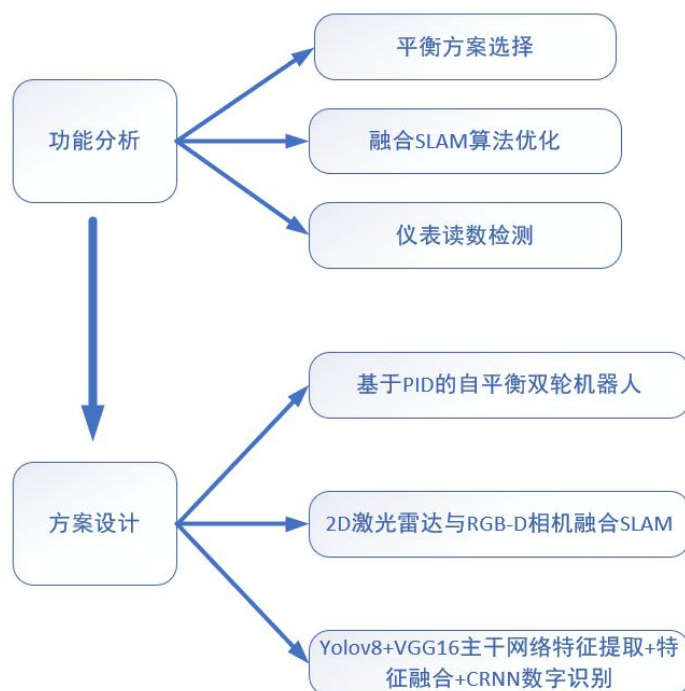 平衡方案选择
功能分析
融合SLAM算法优化
仪表读数检测
基于PID的自平衡双轮机器人
方案设计
2D激光雷达与RGB-D相机融合SLAM
Yolov8+VGG16主干网络特征提取+特
征融合+CRNN数字识别